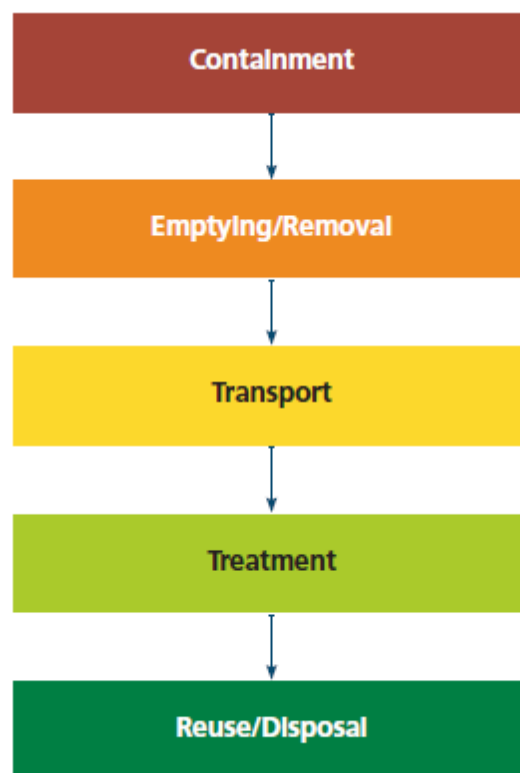 Containment
Emptying/Removal
Transport
Treatment
Reuse/Disposal